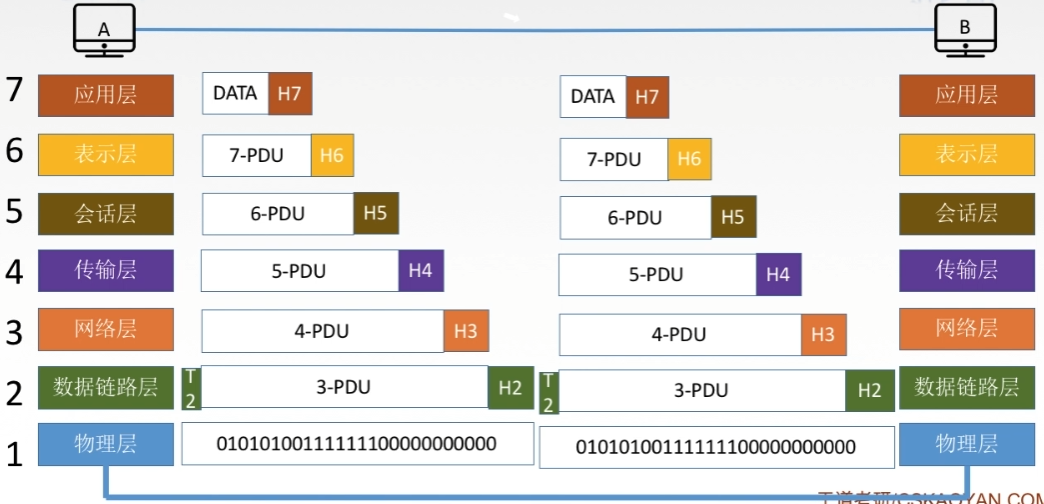 A B
7 应用层 DATA H7 DATA H7 应用层
6 表示层 7-PDU H6 7-PDU H6 表示层
5 会话层 6-PDU H5 6-PDU H5 会话层
4 传输层 5-PDU H4 5-PDU H4 传输层
3 网络层 4-PDU H3 4-PDU H3 网络层
2 数据链路层 T2 3-PDU H2 T2 3-PDU H2 数据链路层
1 物理层 010101001111111100000000000 010101001111111100000000000 物理层
王道考研/CSKAOYAN.COM